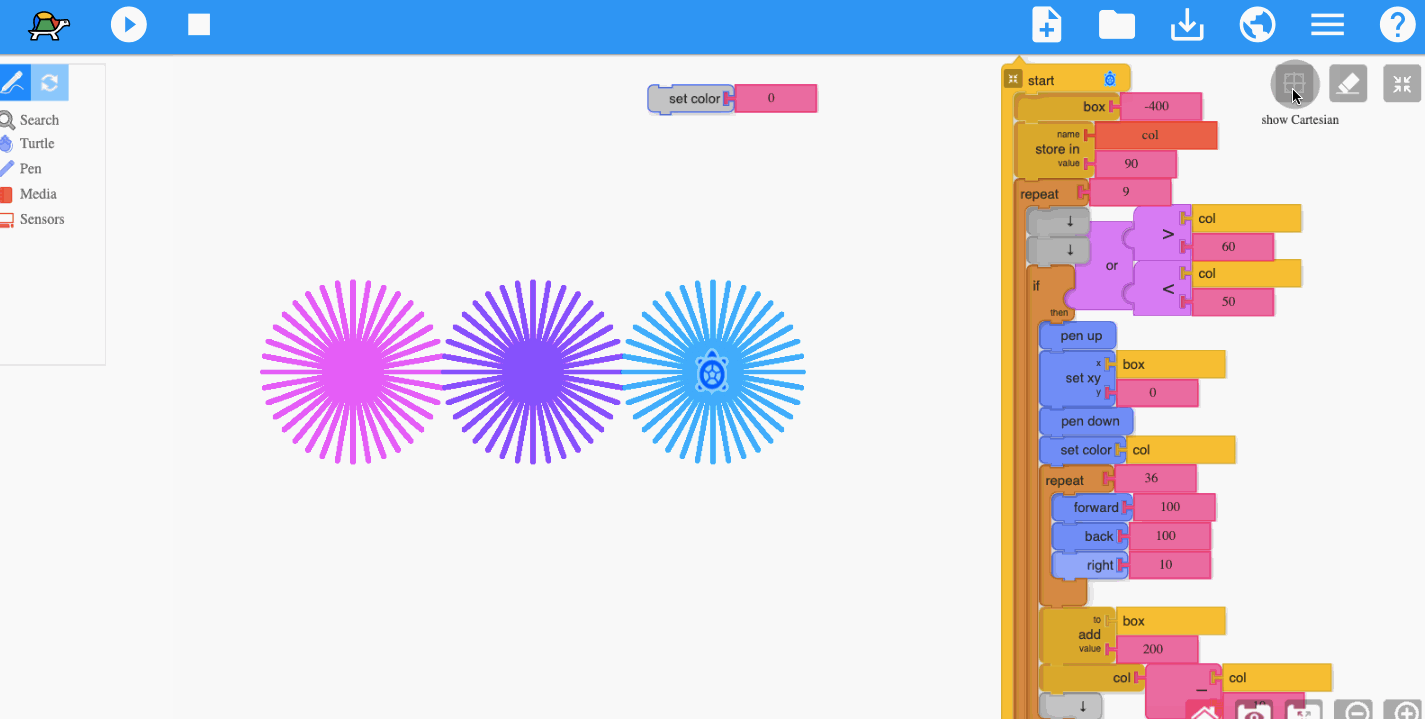 set color 0
Search
Turtle
Pen
Media
Sensors
show Cartesian
start
box -400
name col
store in
value 90
repeat 9
↓
↓
> col
60
or
< col
50
if
then
pen up
x box
set xy
y 0
pen down
set color col
repeat 36
forward 100
back 100
right 10
to box
add
value 200
col − col
↓